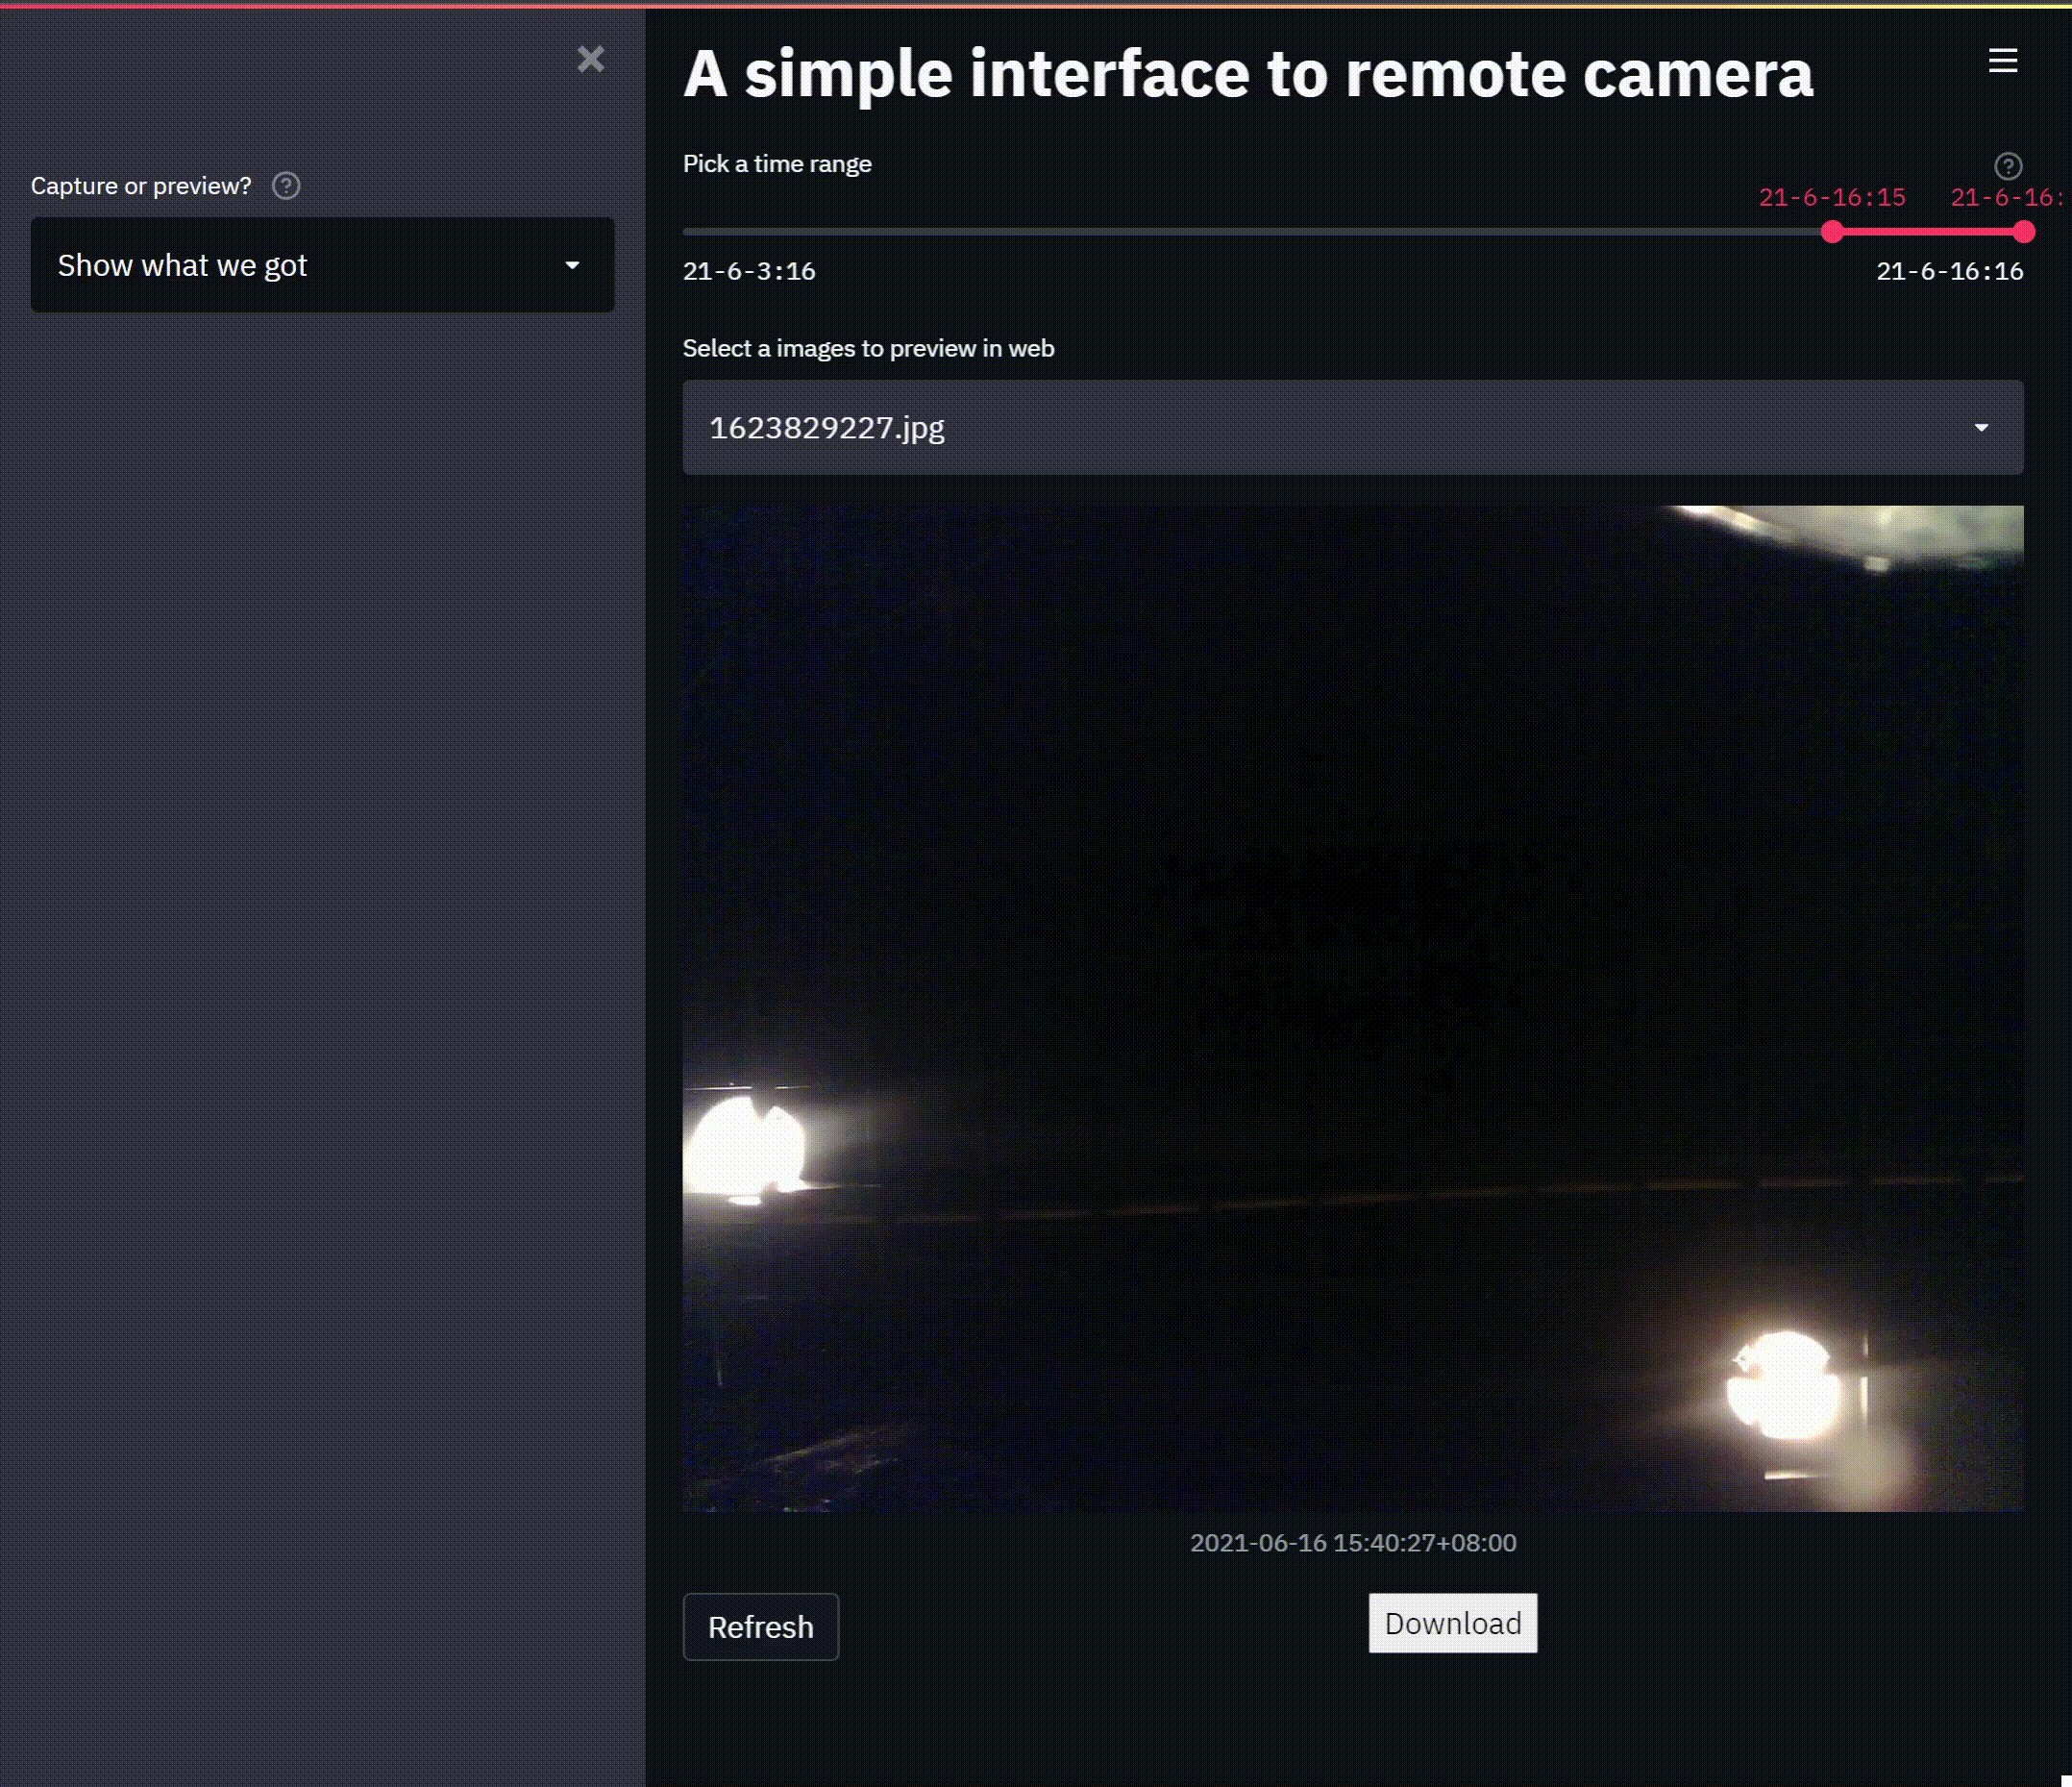 A simple interface to remote camera
Capture or preview?
Show what we got
Pick a time range
21-6-16:15 21-6-16:
21-6-3:16 21-6-16:16
Select a images to preview in web
1623829227.jpg
2021-06-16 15:40:27+08:00
Refresh Download